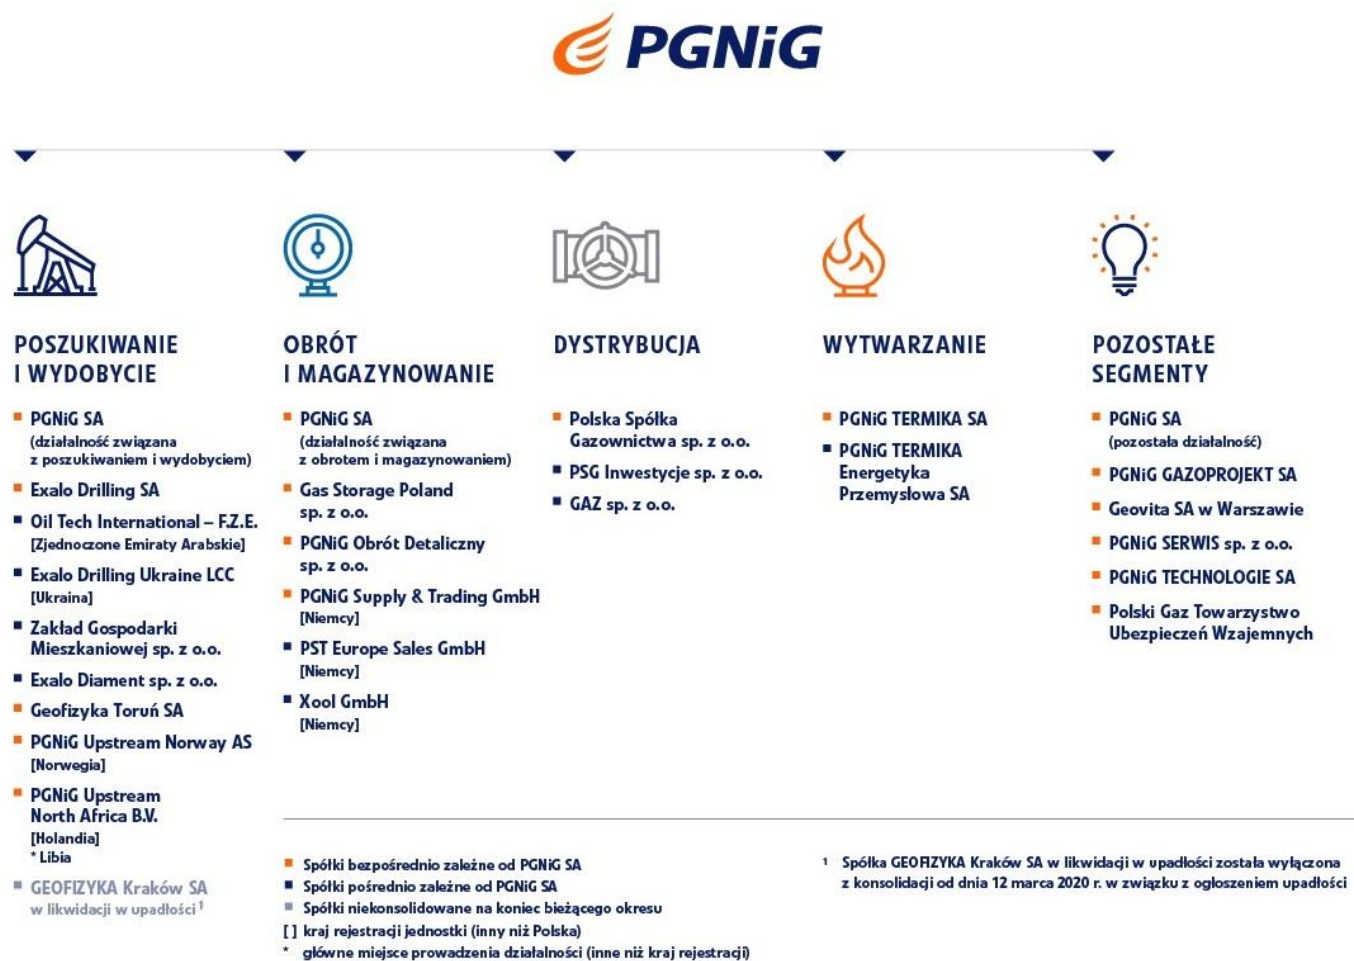 PGNiG
POSZUKIWANIE
I WYDOBYCIE
PGNiG SA
(działalność związana
z poszukiwaniem i wydobyciem)
Exalo Drilling SA
Oil Tech International – F.Z.E.
[Zjednoczone Emiraty Arabskie]
Exalo Drilling Ukraine LCC
[Ukraina]
Zakład Gospodarki
Mieszkaniowej sp. z o.o.
Exalo Diament sp. z o.o.
Geofizyka Toruń SA
PGNiG Upstream Norway AS
[Norwegia]
PGNiG Upstream
North Africa B.V.
[Holandia]
* Libia
GEOFIZYKA Kraków SA
w likwidacji w upadłości ¹
OBRÓT
I MAGAZYNOWANIE
PGNiG SA
(działalność związana
z obrotem i magazynowaniem)
Gas Storage Poland
sp. z o.o.
PGNiG Obrót Detaliczny
sp. z o.o.
PGNiG Supply & Trading GmbH
[Niemcy]
PST Europe Sales GmbH
[Niemcy]
Xool GmbH
[Niemcy]
DYSTRYBUCJA
Polska Spółka
Gazownictwa sp. z o.o.
PSG Inwestycje sp. z o.o.
GAZ sp. z o.o.
WYTWARZANIE
PGNiG TERMIKA SA
PGNiG TERMIKA
Energetyka
Przemysłowa SA
POZOSTAŁE
SEGMENTY
PGNiG SA
(pozostała działalność)
PGNiG GAZOPROJEKT SA
Geovita SA w Warszawie
PGNiG SERWIS sp. z o.o.
PGNiG TECHNOLOGIE SA
Polski Gaz Towarzystwo
Ubezpieczeń Wzajemnych
Spółki bezpośrednio zależne od PGNiG SA
Spółki pośrednio zależne od PGNiG SA
Spółki niekonsolidowane na koniec bieżącego okresu
[ ] kraj rejestracji jednostki (inny niż Polska)
* główne miejsce prowadzenia działalności (inne niż kraj rejestracji)
¹ Spółka GEOFIZYKA Kraków SA w likwidacji w upadłości została wyłączona
z konsolidacji od dnia 12 marca 2020 r. w związku z ogłoszeniem upadłości